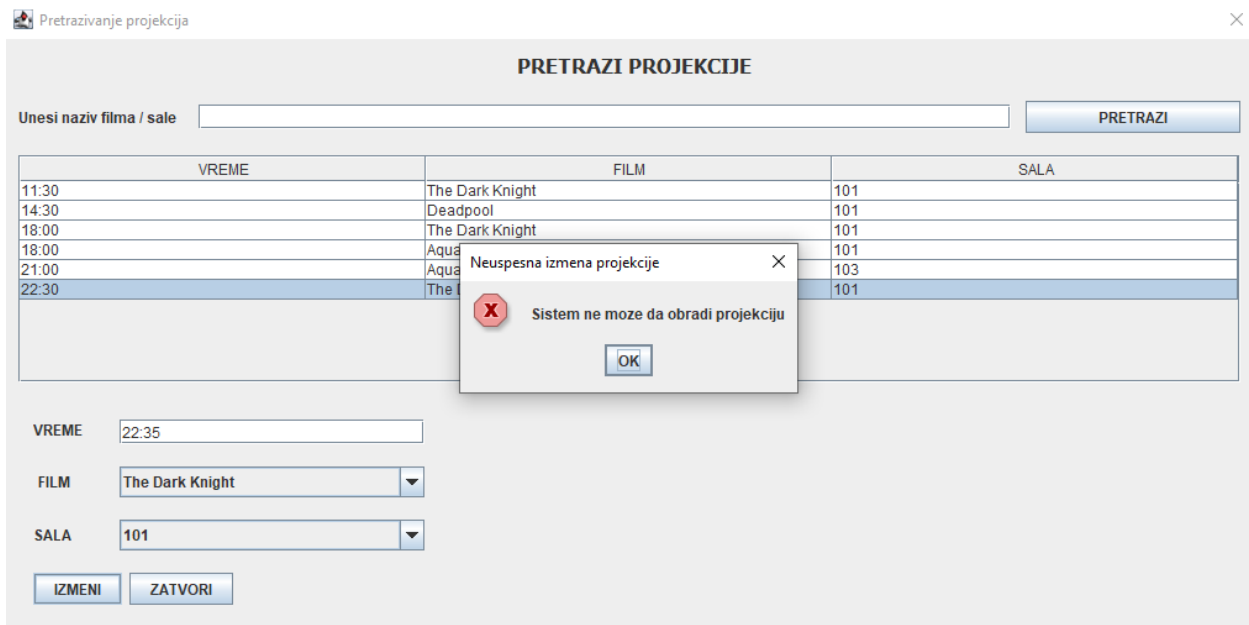 Pretrazivanje projekcija
PRETRAZI PROJEKCIJE
Unesi naziv filma / sale PRETRAZI
VREME FILM SALA
11:30 The Dark Knight 101
14:30 Deadpool 101
18:00 The Dark Knight 101
18:00 Aqua 101
21:00 Aqua 103
22:30 The 101
Neuspesna izmena projekcije
Sistem ne moze da obradi projekciju
OK
VREME 22:35
FILM The Dark Knight
SALA 101
IZMENI ZATVORI